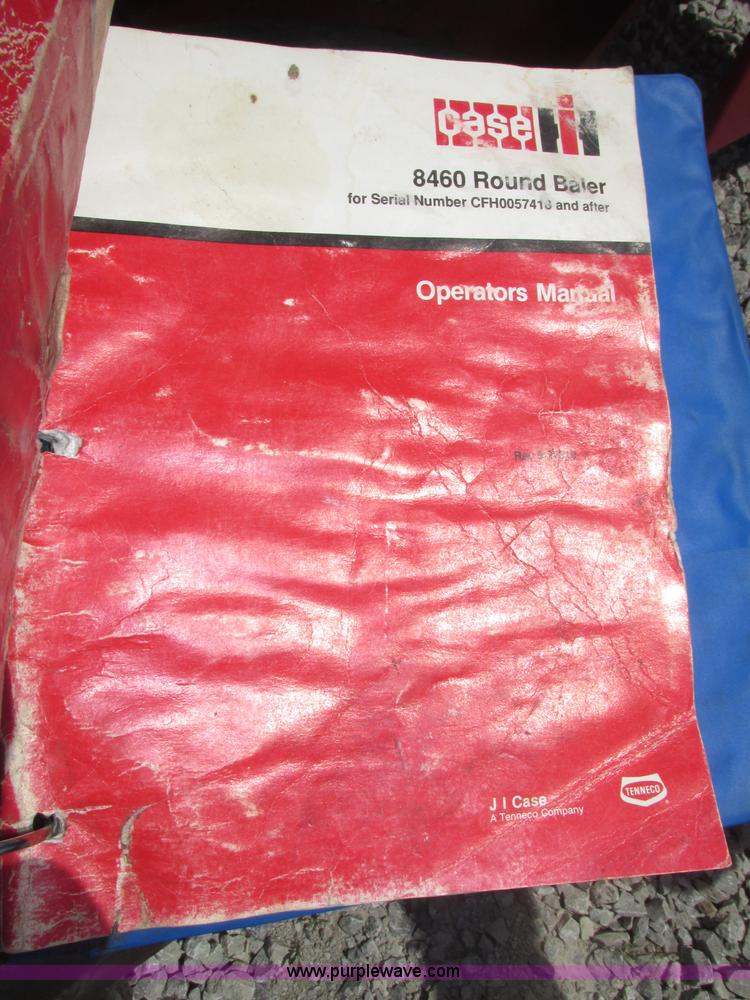 case IH
8460 Round Baler
for Serial Number and after
Operators Manual
J I Case
A Tenneco Company
TENNECO
www.purplewave.com